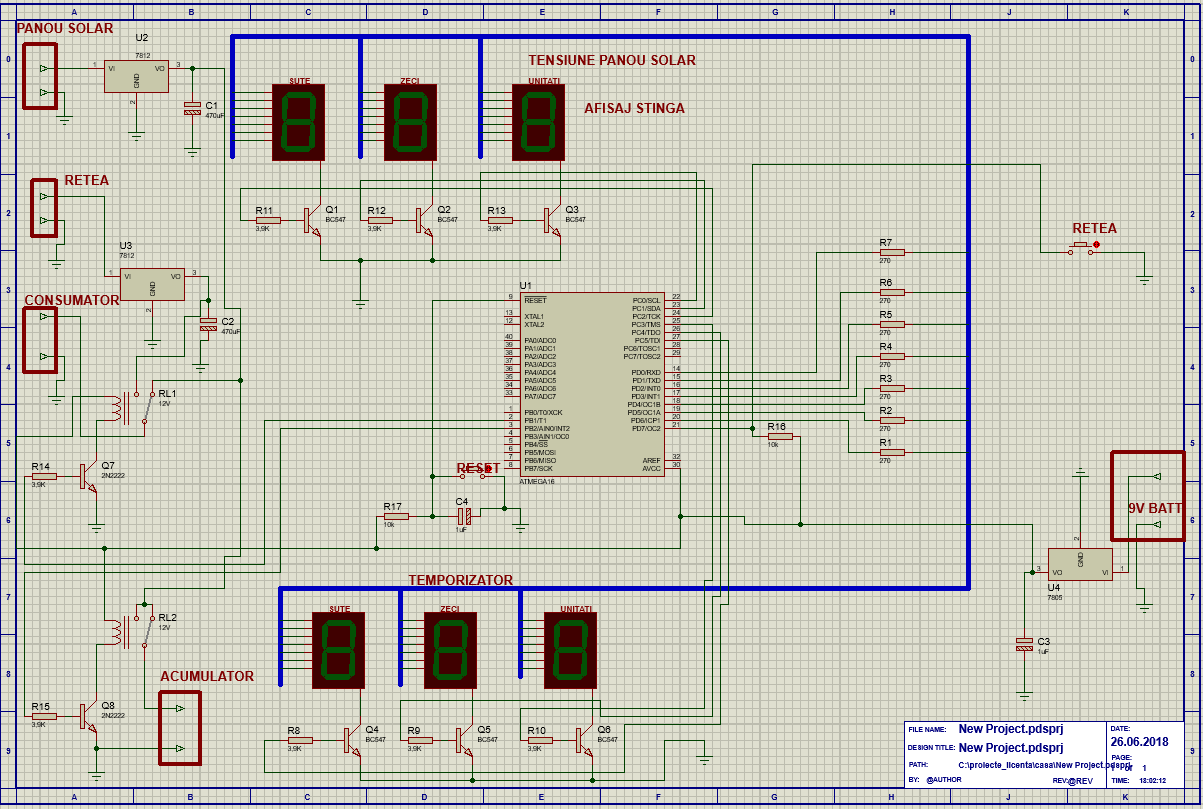 A B C D E F G H J K
PANOU SOLAR
U2
7812
1 VI VO 3
GND
2
C1
470uF
TENSIUNE PANOU SOLAR
AFISAJ STINGA
SUTE ZECI UNITATI
RETEA
U3
7812
1 VI VO 3
GND
2
C2
470uF
R11
3,9K
Q1
BC547
R12
3,9K
Q2
BC547
R13
3,9K
Q3
BC547
RETEA
CONSUMATOR
RL1
12V
R14
3,9K
Q7
2N2222
U1
9 RESET
13 XTAL1
12 XTAL2
40 PA0/ADC0
39 PA1/ADC1
38 PA2/ADC2
37 PA3/ADC3
36 PA4/ADC4
35 PA5/ADC5
34 PA6/ADC6
33 PA7/ADC7
1 PB0/T0/XCK
2 PB1/T1
3 PB2/AIN0/INT2
4 PB3/AIN1/OC0
5 PB4/SS
6 PB5/MOSI
7 PB6/MISO
8 PB7/SCK
PC0/SCL 22
PC1/SDA 23
PC2/TCK 24
PC3/TMS 25
PC4/TDO 26
PC5/TDI 27
PC6/TOSC1 28
PC7/TOSC2 29
PD0/RXD 14
PD1/TXD 15
PD2/INT0 16
PD3/INT1 17
PD4/OC1B 18
PD5/OC1A 19
PD6/ICP1 20
PD7/OC2 21
AREF 32
AVCC 30
ATMEGA16
R7
270
R6
270
R5
270
R4
270
R3
270
R2
270
R1
270
R16
10k
RESET
R17
10k
C4
1uF
9V BATT
2
GND
3 VO VI 1
U4
7805
C3
1uF
TEMPORIZATOR
SUTE ZECI UNITATI
RL2
12V
ACUMULATOR
R15
3,9K
Q8
2N2222
R8
3,9K
Q4
BC547
R9
3,9K
Q5
BC547
R10
3,9K
Q6
BC547
FILE NAME: New Project.pdsprj
DESIGN TITLE: New Project.pdsprj
PATH: C:\proiecte_licenta\casa\New Project.pdsprj
BY: @AUTHOR REV:@REV
DATE:
26.06.2018
PAGE:
1 of 1
TIME: 18:02:12
0 1 2 3 4 5 6 7 8 9
0 1 2 3 4 5 6 7 8 9
A B C D E F G H J K